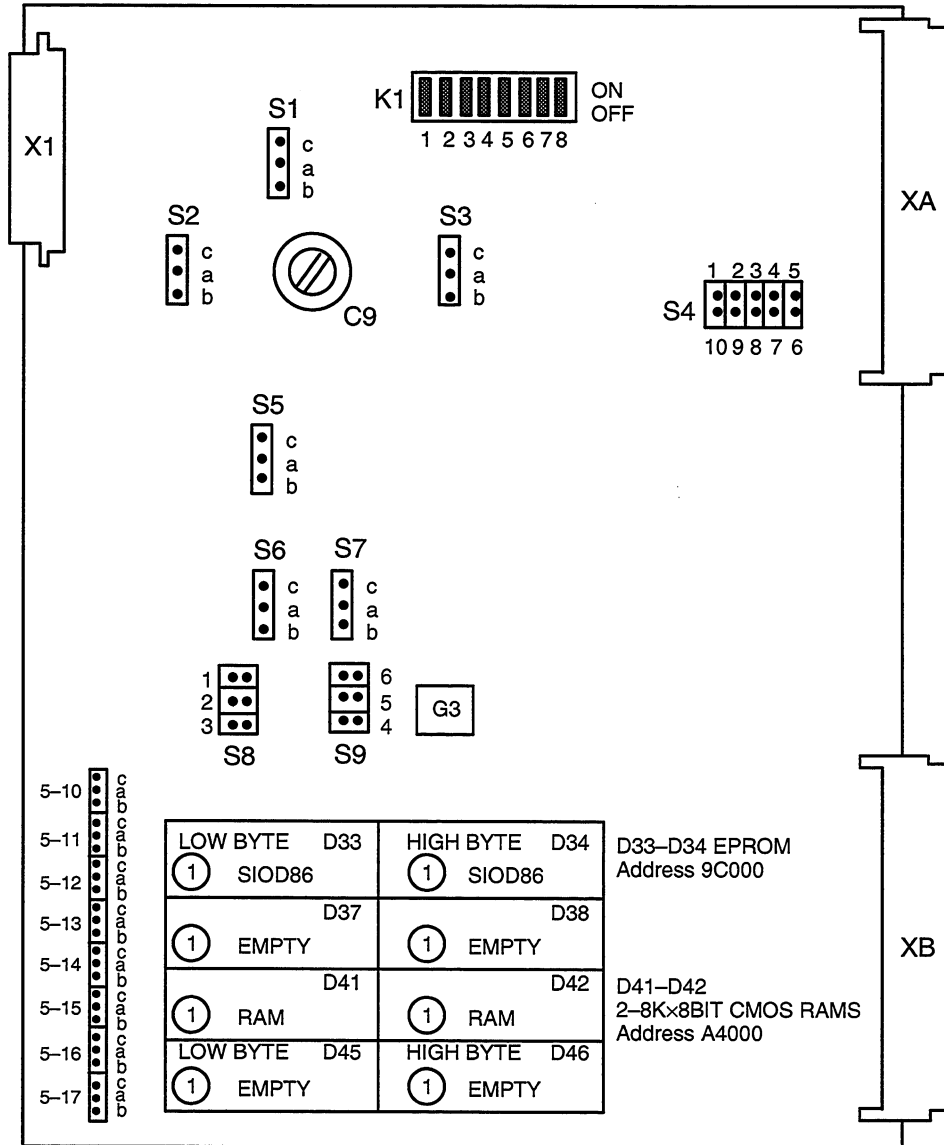 X1
K1
ON
OFF
1 2 3 4 5 6 7 8
S1
c
a
b
S2
c
a
b
C9
S3
c
a
b
XA
1 2 3 4 5
S4
10 9 8 7 6
S5
c
a
b
S6
c
a
b
S7
c
a
b
1
2
3
S8
6
5
4
S9
G3
5–10 c a b
5–11 c a b
5–12 c a b
5–13 c a b
5–14 c a b
5–15 c a b
5–16 c a b
5–17 c a b
LOW BYTE D33
1 SIOD86
HIGH BYTE D34
1 SIOD86
D33–D34 EPROM
Address 9C000
D37
1 EMPTY
D38
1 EMPTY
D41
1 RAM
D42
1 RAM
D41–D42
2–8K×8BIT CMOS RAMS
Address A4000
LOW BYTE D45
1 EMPTY
HIGH BYTE D46
1 EMPTY
XB